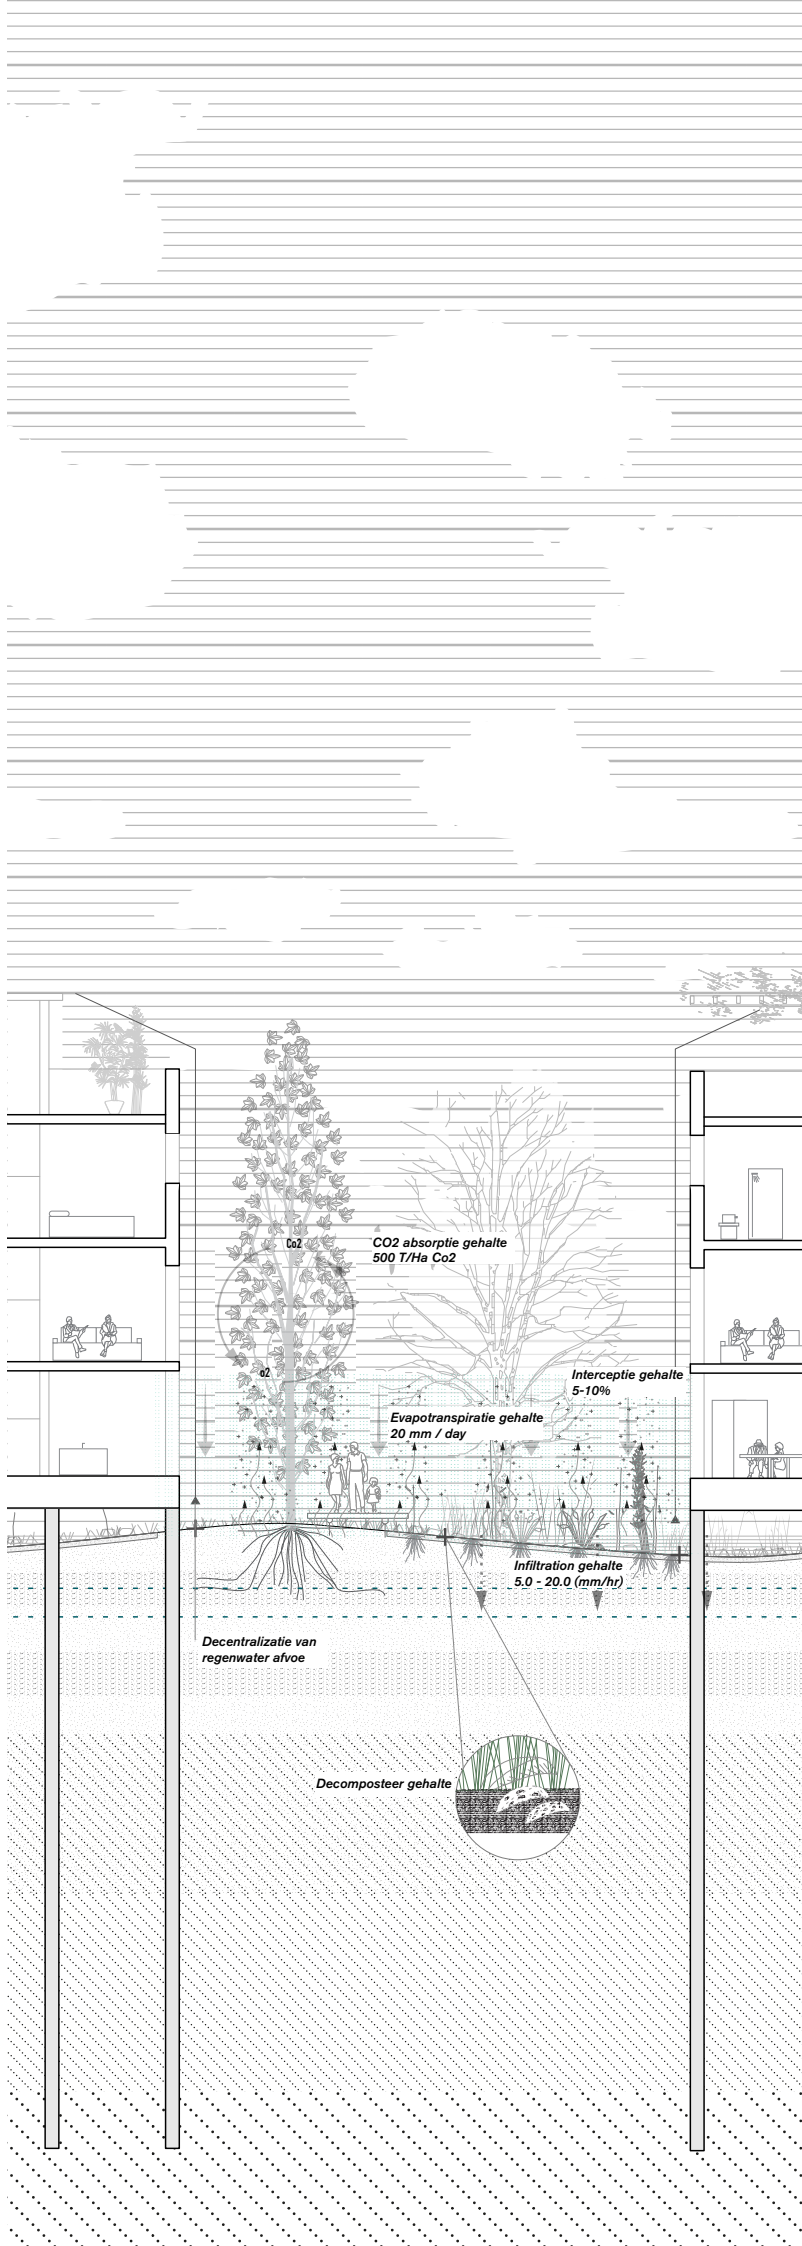 Co2
CO2 absorptie gehalte
500 T/Ha Co2
o2
Interceptie gehalte
5-10%
Evapotranspiratie gehalte
20 mm / day
Infiltration gehalte
5.0 - 20.0 (mm/hr)
Decentralizatie van
regenwater afvoe
Decomposteer gehalte